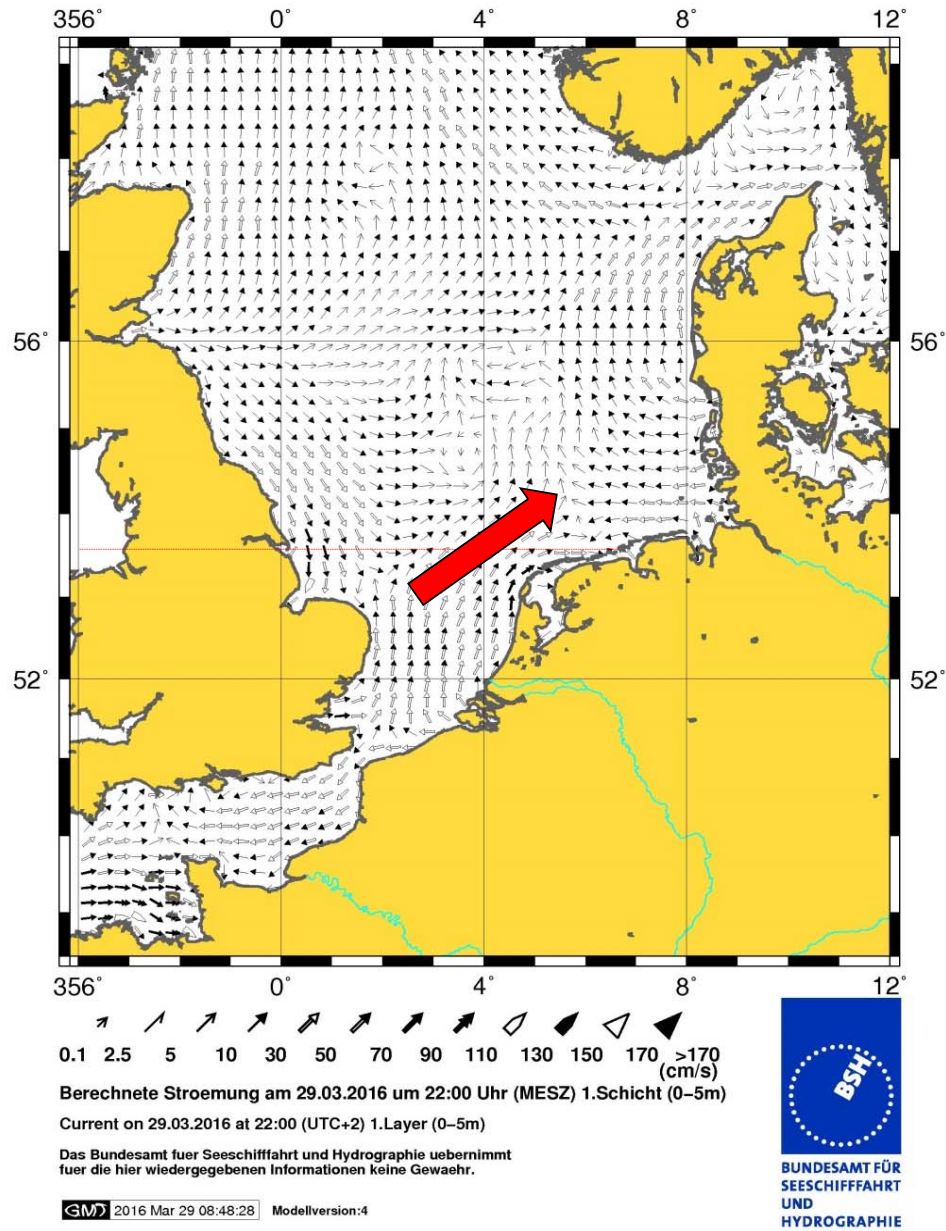 356° 0° 4° 8° 12°
56° 56°
52° 52°
356° 0° 4° 8° 12°
0.1 2.5 5 10 30 50 70 90 110 130 150 170 >170
(cm/s)
Berechnete Stroemung am 29.03.2016 um 22:00 Uhr (MESZ) 1.Schicht (0–5m)
Current on 29.03.2016 at 22:00 (UTC+2) 1.Layer (0–5m)
Das Bundesamt fuer Seeschifffahrt und Hydrographie uebernimmt
fuer die hier wiedergegebenen Informationen keine Gewaehr.
GMT 2016 Mar 29 08:48:28 Modellversion:4
BSH
BUNDESAMT FÜR
SEESCHIFFFAHRT
UND
HYDROGRAPHIE